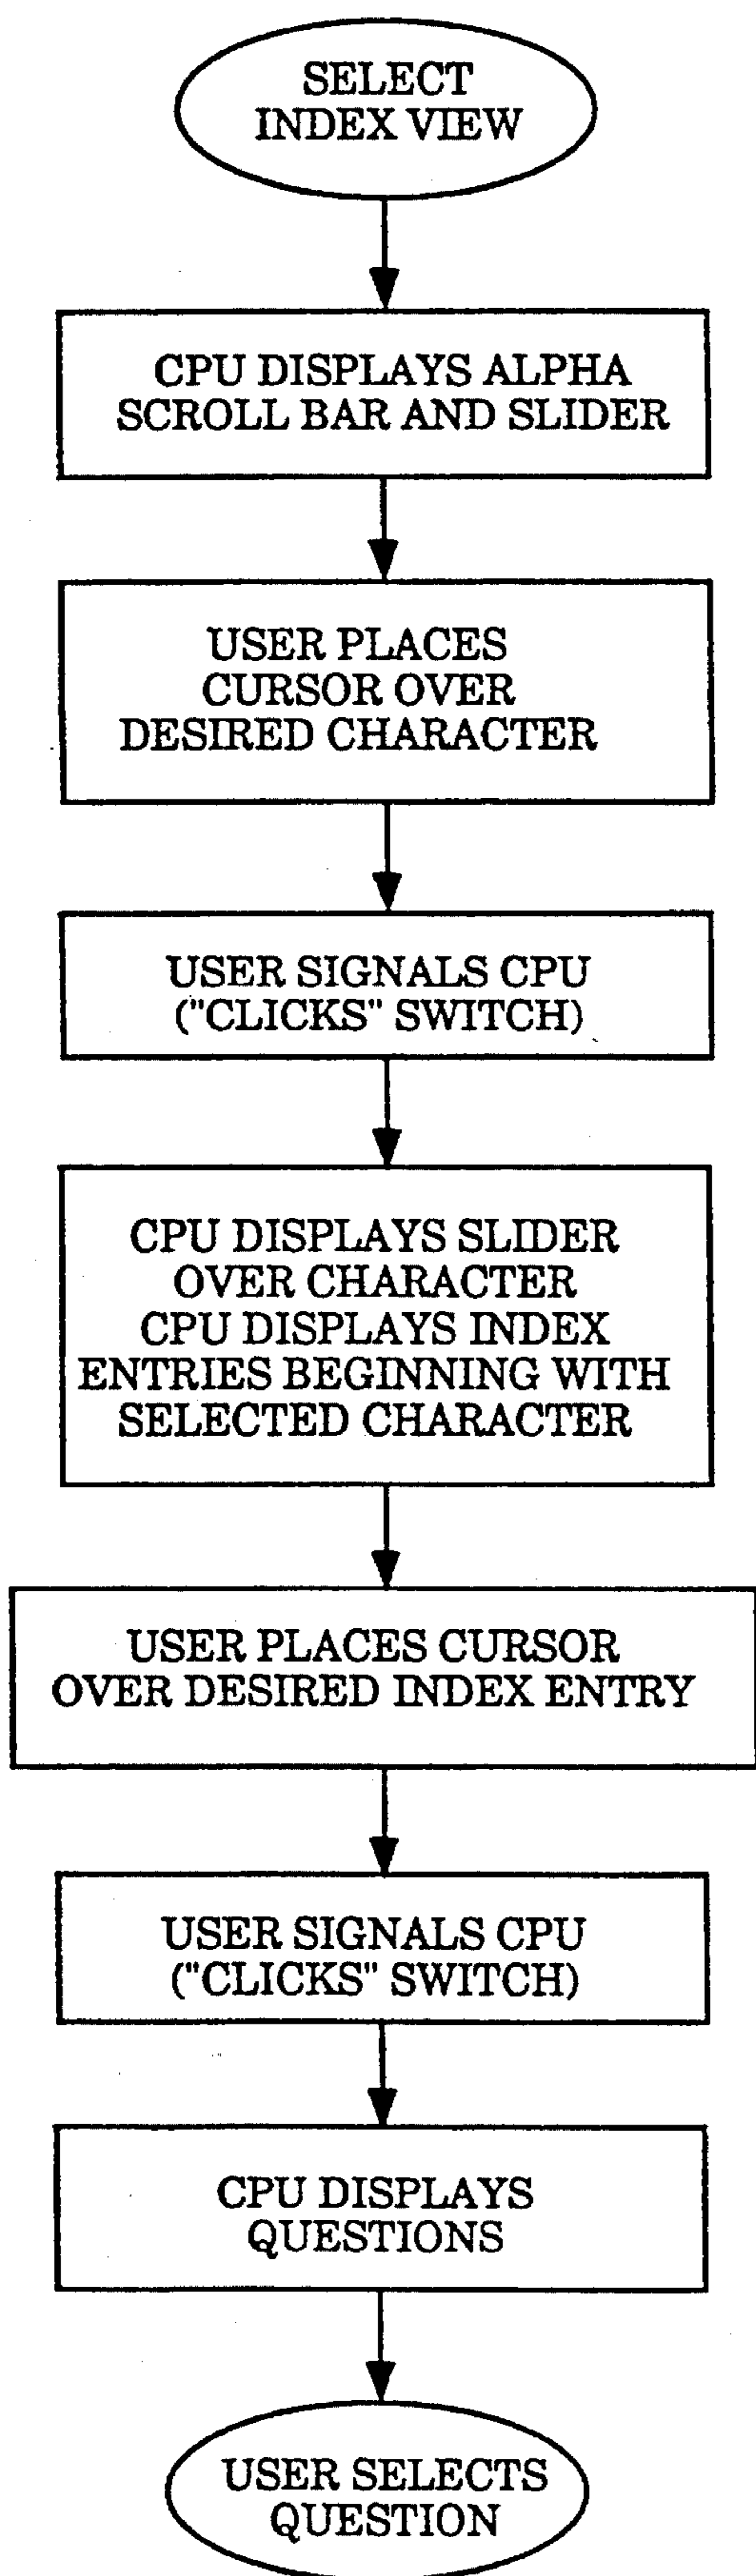 SELECT
INDEX VIEW
CPU DISPLAYS ALPHA
SCROLL BAR AND SLIDER
USER PLACES
CURSOR OVER
DESIRED CHARACTER
USER SIGNALS CPU
("CLICKS" SWITCH)
CPU DISPLAYS SLIDER
OVER CHARACTER
CPU DISPLAYS INDEX
ENTRIES BEGINNING WITH
SELECTED CHARACTER
USER PLACES CURSOR
OVER DESIRED INDEX ENTRY
USER SIGNALS CPU
("CLICKS" SWITCH)
CPU DISPLAYS
QUESTIONS
USER SELECTS
QUESTION